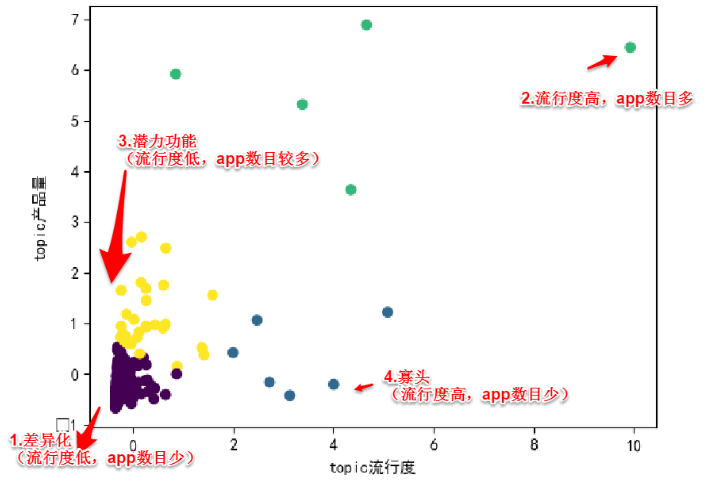 7
6
2.流行度高，app数目多
5
3.潜力功能
（流行度低，app数目较多）
4
topic产品量
3
2
1
0
4.寡头
（流行度高，app数目少）
□1
1.差异化
（流行度低，app数目少）
0
2
4
6
8
10
topic流行度